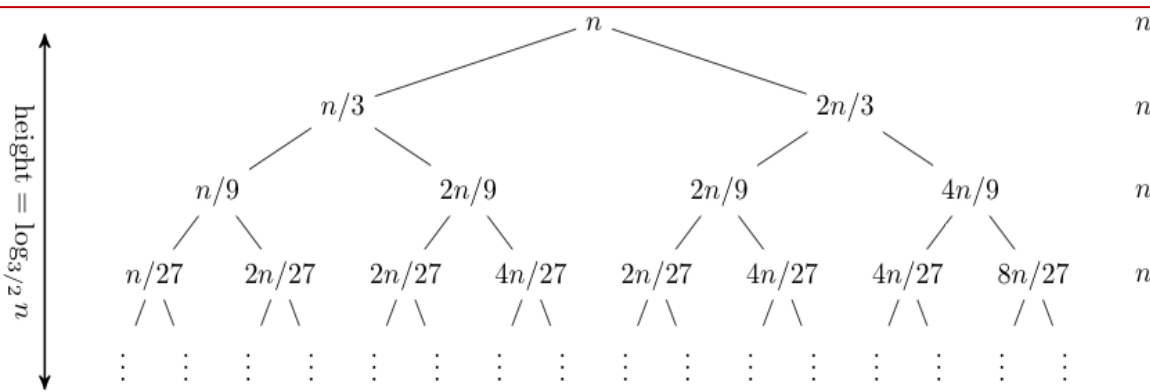 n n
n/3 2n/3 n
n/9 2n/9 2n/9 4n/9 n
n/27 2n/27 2n/27 4n/27 2n/27 4n/27 4n/27 8n/27 n
⋮ ⋮ ⋮ ⋮ ⋮ ⋮ ⋮ ⋮ ⋮ ⋮ ⋮ ⋮ ⋮ ⋮ ⋮ ⋮
height = log_{3/2} n